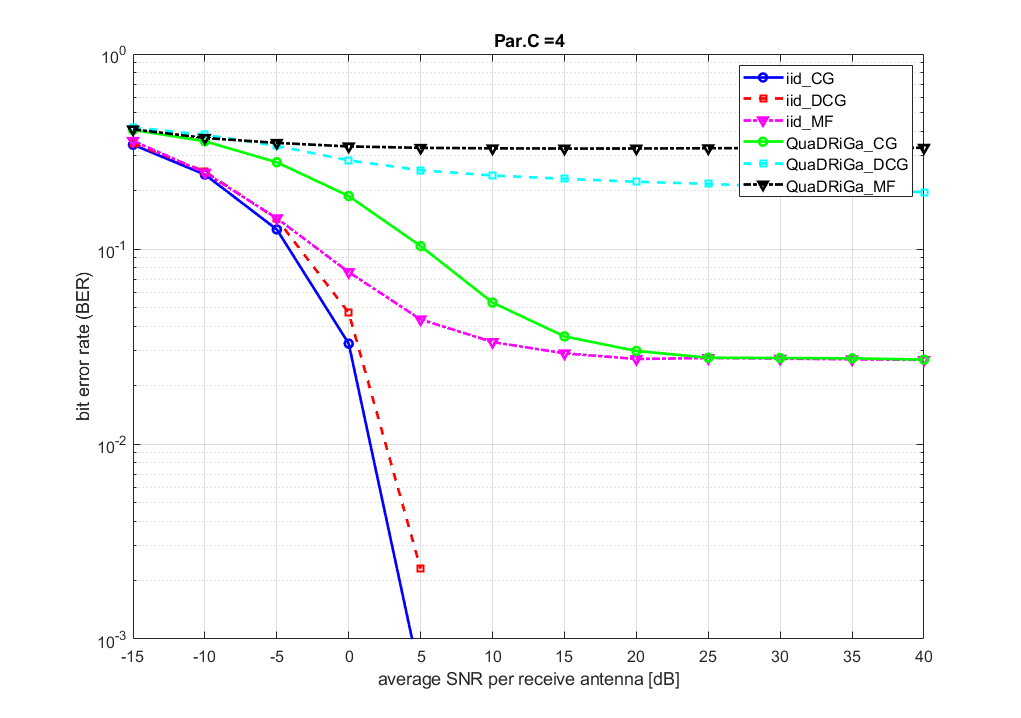 Par.C =4
10^0
10^-1
10^-2
10^-3
bit error rate (BER)
iid_CG
iid_DCG
iid_MF
QuaDRiGa_CG
QuaDRiGa_DCG
QuaDRiGa_MF
-15 -10 -5 0 5 10 15 20 25 30 35 40
average SNR per receive antenna [dB]